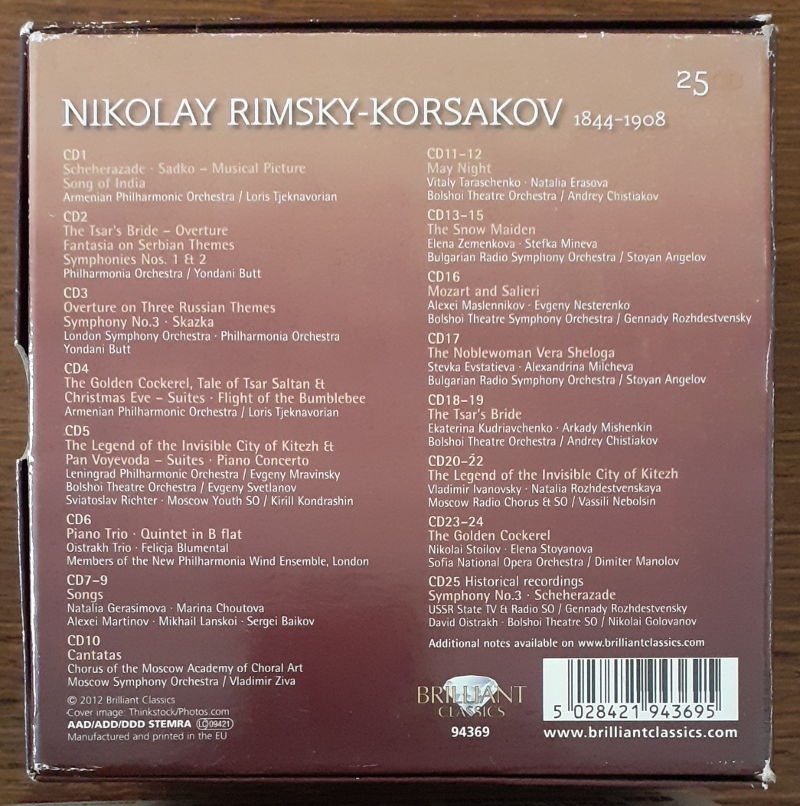 25
NIKOLAY RIMSKY-KORSAKOV 1844–1908
CD1
Scheherazade · Sadko – Musical Picture
Song of India
Armenian Philharmonic Orchestra / Loris Tjeknavorian
CD2
The Tsar's Bride – Overture
Fantasia on Serbian Themes
Symphonies Nos. 1 & 2
Philharmonia Orchestra / Yondani Butt
CD3
Overture on Three Russian Themes
Symphony No.3 · Skazka
London Symphony Orchestra · Philharmonia Orchestra
Yondani Butt
CD4
The Golden Cockerel, Tale of Tsar Saltan &
Christmas Eve – Suites · Flight of the Bumblebee
Armenian Philharmonic Orchestra / Loris Tjeknavorian
CD5
The Legend of the Invisible City of Kitezh &
Pan Voyevoda – Suites · Piano Concerto
Leningrad Philharmonic Orchestra / Evgeny Mravinsky
Bolshoi Theatre Orchestra / Evgeny Svetlanov
Sviatoslav Richter · Moscow Youth SO / Kirill Kondrashin
CD6
Piano Trio · Quintet in B flat
Oistrakh Trio · Felicja Blumental
Members of the New Philharmonia Wind Ensemble, London
CD7–9
Songs
Natalia Gerasimova · Marina Choutova
Alexei Martinov · Mikhail Lanskoi · Sergei Baikov
CD10
Cantatas
Chorus of the Moscow Academy of Choral Art
Moscow Symphony Orchestra / Vladimir Ziva
© 2012 Brilliant Classics
Cover image: Thinkstock/Photos.com
AAD/ADD/DDD STEMRA LC 09421
Manufactured and printed in the EU
CD11–12
May Night
Vitaly Taraschenko · Natalia Erasova
Bolshoi Theatre Orchestra / Andrey Chistiakov
CD13–15
The Snow Maiden
Elena Zemenkova · Stefka Mineva
Bulgarian Radio Symphony Orchestra / Stoyan Angelov
CD16
Mozart and Salieri
Alexei Maslennikov · Evgeny Nesterenko
Bolshoi Theatre Symphony Orchestra / Gennady Rozhdestvensky
CD17
The Noblewoman Vera Sheloga
Stevka Evstatieva · Alexandrina Milcheva
Bulgarian Radio Symphony Orchestra / Stoyan Angelov
CD18–19
The Tsar's Bride
Ekaterina Kudriavchenko · Arkady Mishenkin
Bolshoi Theatre Orchestra / Andrey Chistiakov
CD20–22
The Legend of the Invisible City of Kitezh
Vladimir Ivanovsky · Natalia Rozhdestvenskaya
Moscow Radio Chorus & SO / Vassili Nebolsin
CD23–24
The Golden Cockerel
Nikolai Stoilov · Elena Stoyanova
Sofia National Opera Orchestra / Dimiter Manolov
CD25 Historical recordings
Symphony No.3 · Scheherazade
USSR State TV & Radio SO / Gennady Rozhdestvensky
David Oistrakh · Bolshoi Theatre SO / Nikolai Golovanov
Additional notes available on www.brilliantclassics.com
BRILLIANT
CLASSICS
94369
5 028421 943695
www.brilliantclassics.com